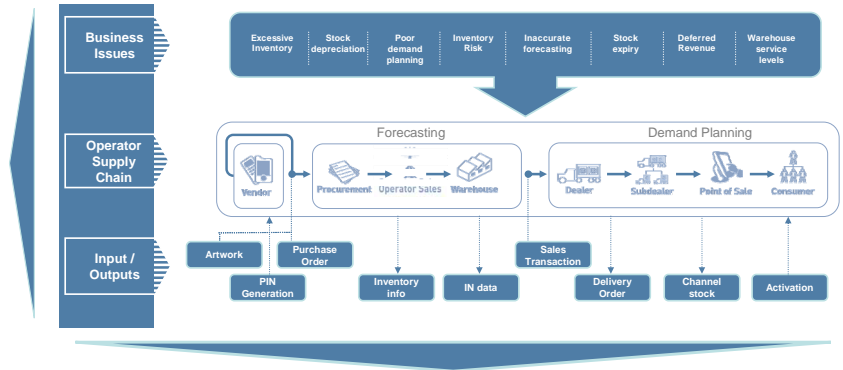 Business
Issues
Excessive
Inventory
Stock
depreciation
Poor
demand
planning
Inventory
Risk
Inaccurate
forecasting
Stock
expiry
Deferred
Revenue
Warehouse
service
levels
Operator
Supply
Chain
Forecasting
Demand Planning
Vendor
Procurement
Operator Sales
Warehouse
Dealer
Subdealer
Point of Sale
Consumer
Input /
Outputs
Artwork
Purchase
Order
Sales
Transaction
PIN
Generation
Inventory
info
IN data
Delivery
Order
Channel
stock
Activation